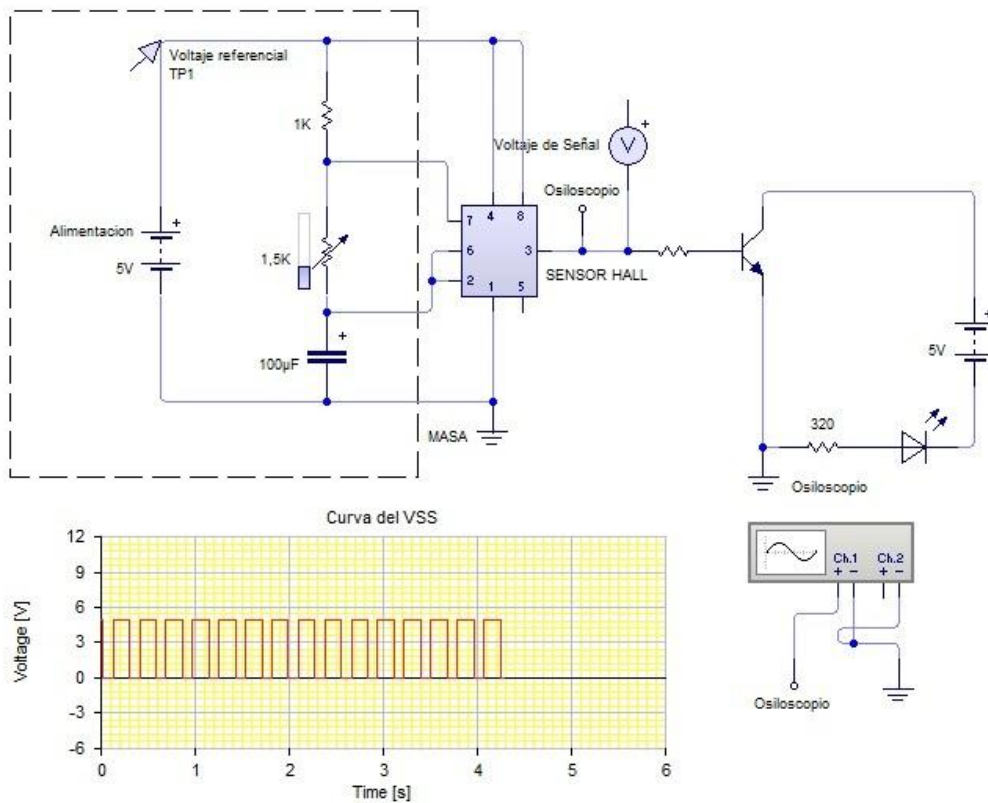 Voltaje referencial
TP1
1K
Voltaje de Señal
+
V
Osiloscopio
Alimentacion
+
5V
1,5K
4
8
7
6
3
2
1
5
SENSOR HALL
+
100µF
MASA
+
5V
320
Osiloscopio
Curva del VSS
Voltage [V]
12
9
6
3
0
-3
-6
0
1
2
3
4
5
6
Time [s]
Ch.1
Ch.2
+ −
+ −
Osiloscopio